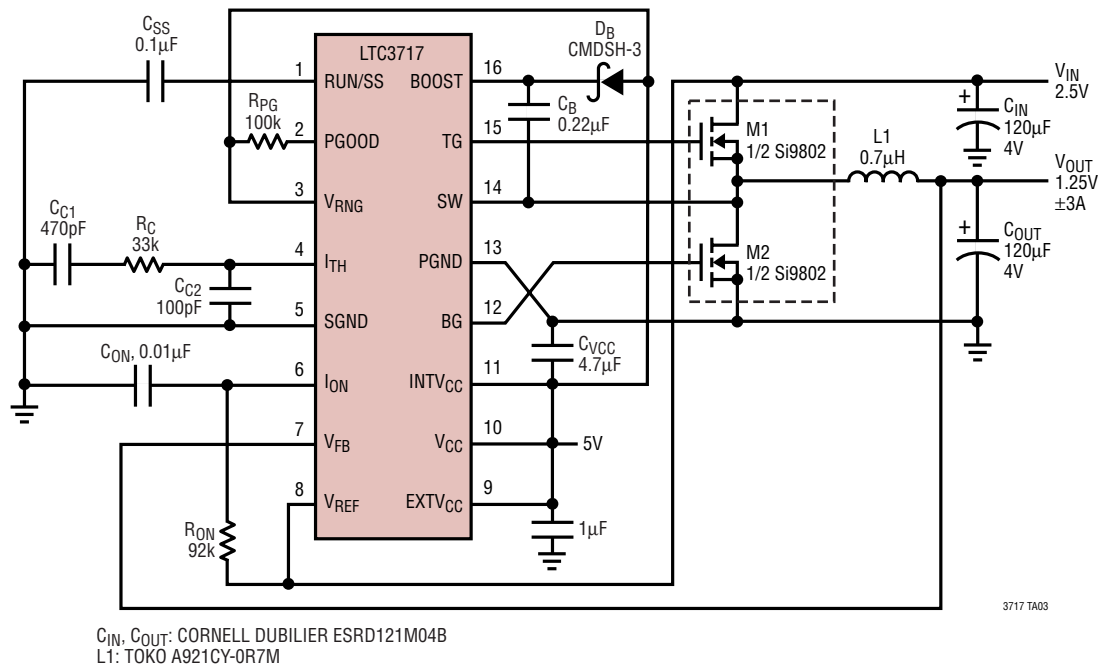 CSS
0.1µF
RPG
100k
CC1
470pF
RC
33k
CC2
100pF
CON, 0.01µF
RON
92k
LTC3717
1 RUN/SS
2 PGOOD
3 VRNG
4 ITH
5 SGND
6 ION
7 VFB
8 VREF
BOOST 16
TG 15
SW 14
PGND 13
BG 12
INTVCC 11
VCC 10
EXTVCC 9
DB
CMDSH-3
CB
0.22µF
CVCC
4.7µF
5V
1µF
M1
1/2 Si9802
M2
1/2 Si9802
L1
0.7µH
VIN
2.5V
+
CIN
120µF
4V
VOUT
1.25V
±3A
+
COUT
120µF
4V
3717 TA03
CIN, COUT: CORNELL DUBILIER ESRD121M04B
L1: TOKO A921CY-0R7M